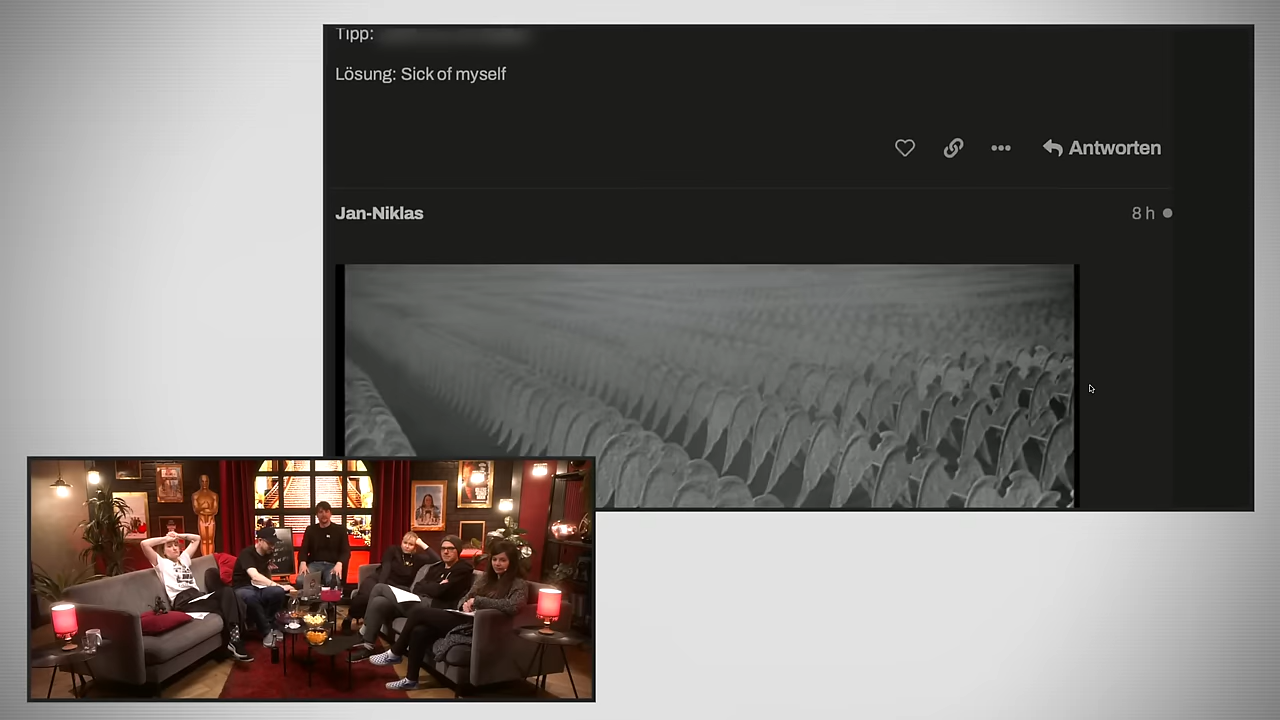 Tipp:
Lösung: Sick of myself
Antworten
Jan-Niklas
8 h